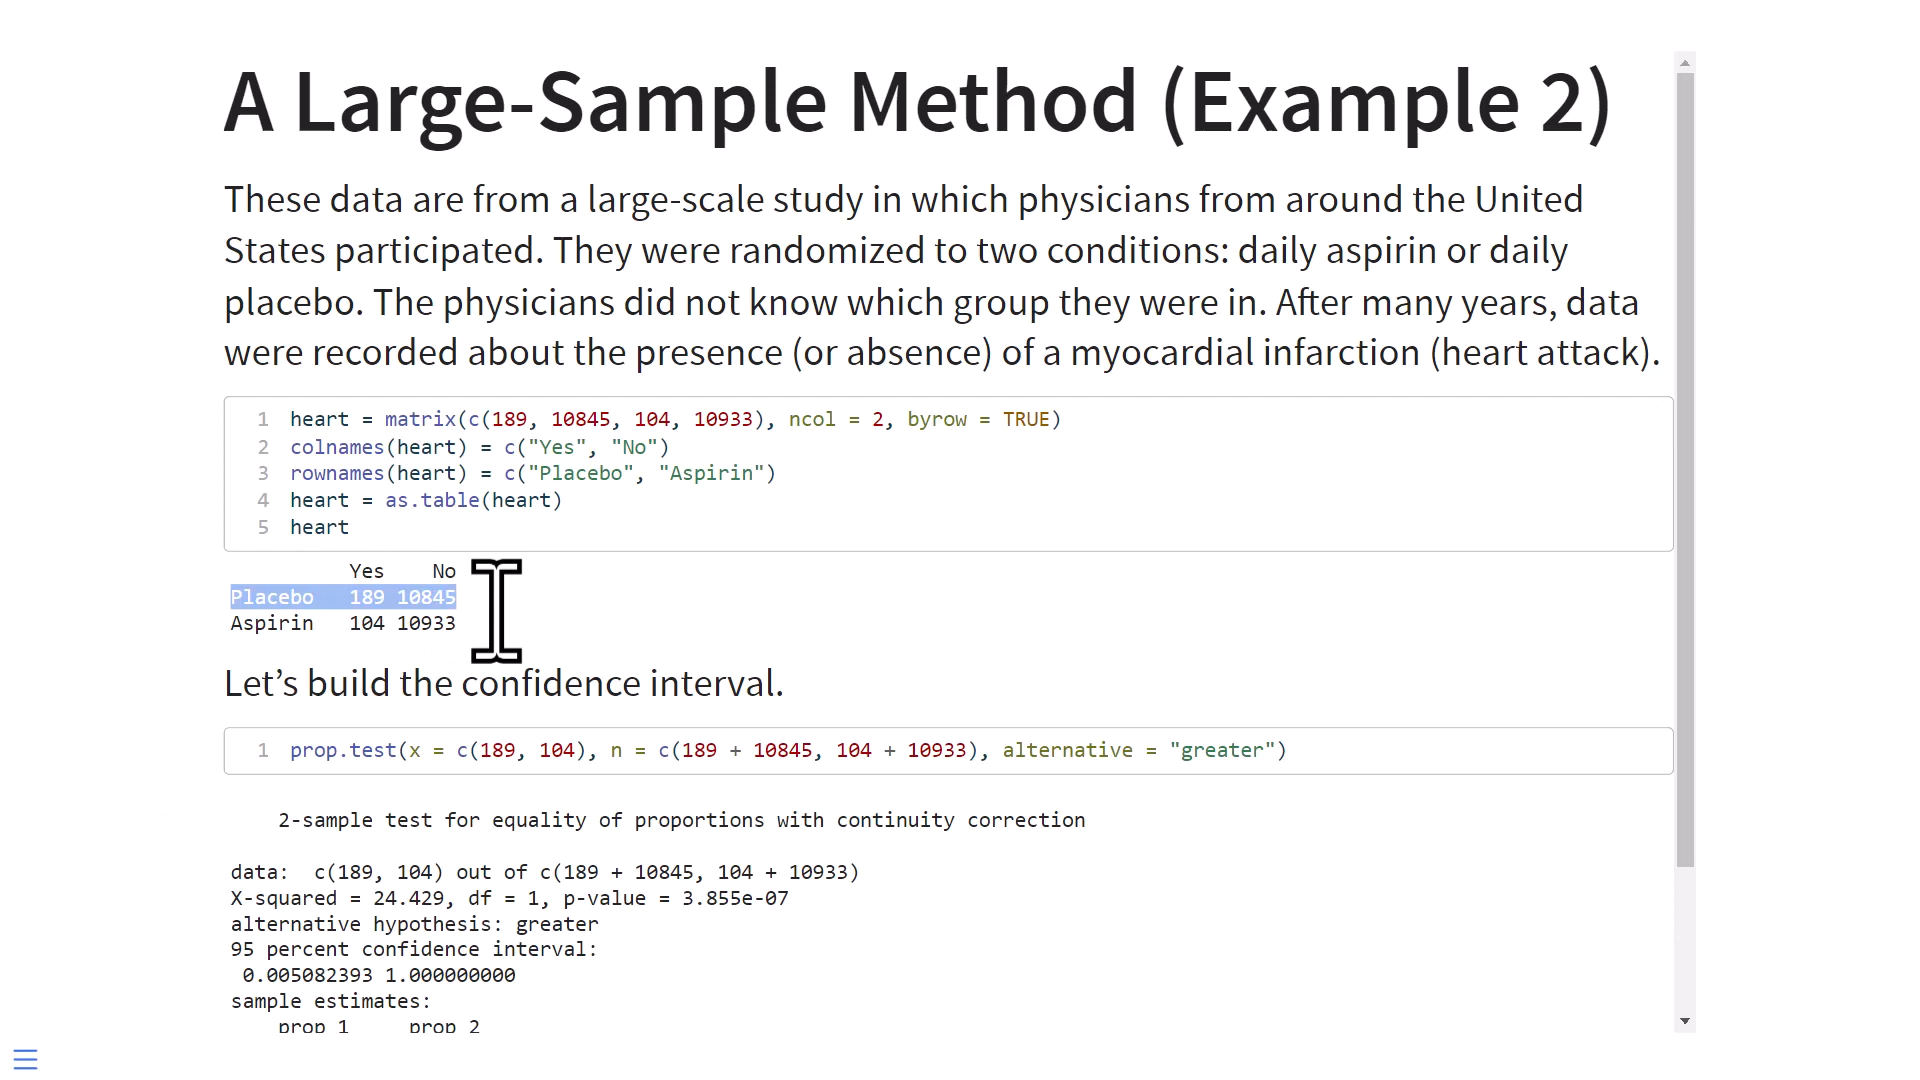 A Large-Sample Method (Example 2)
These data are from a large-scale study in which physicians from around the United
States participated. They were randomized to two conditions: daily aspirin or daily
placebo. The physicians did not know which group they were in. After many years, data
were recorded about the presence (or absence) of a myocardial infarction (heart attack).
1 heart = matrix(c(189, 10845, 104, 10933), ncol = 2, byrow = TRUE)
2 colnames(heart) = c("Yes", "No")
3 rownames(heart) = c("Placebo", "Aspirin")
4 heart = as.table(heart)
5 heart
Yes No
Placebo 189 10845
Aspirin 104 10933
Let’s build the confidence interval.
1 prop.test(x = c(189, 104), n = c(189 + 10845, 104 + 10933), alternative = "greater")
2-sample test for equality of proportions with continuity correction
data: c(189, 104) out of c(189 + 10845, 104 + 10933)
X-squared = 24.429, df = 1, p-value = 3.855e-07
alternative hypothesis: greater
95 percent confidence interval:
0.005082393 1.000000000
sample estimates:
prop 1 prop 2